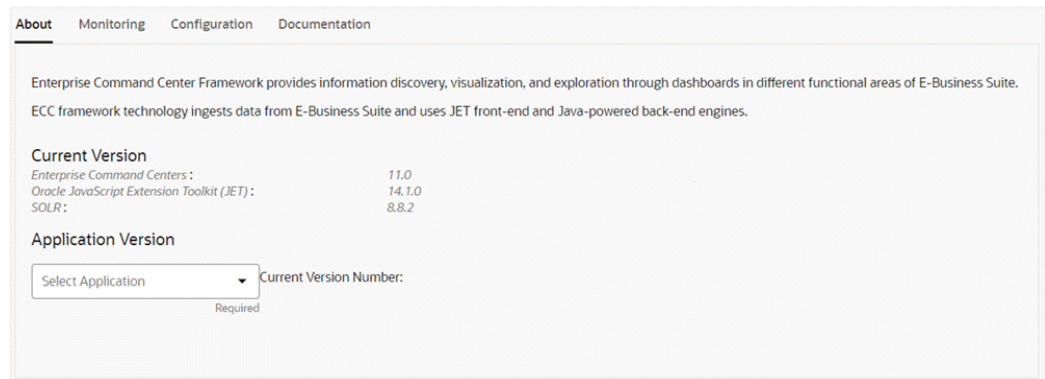 About Monitoring Configuration Documentation
Enterprise Command Center Framework provides information discovery, visualization, and exploration through dashboards in different functional areas of E-Business Suite.
ECC framework technology ingests data from E-Business Suite and uses JET front-end and Java-powered back-end engines.
Current Version
Enterprise Command Centers : 11.0
Oracle JavaScript Extension Toolkit (JET) : 14.1.0
SOLR : 8.8.2
Application Version
Select Application Current Version Number:
Required